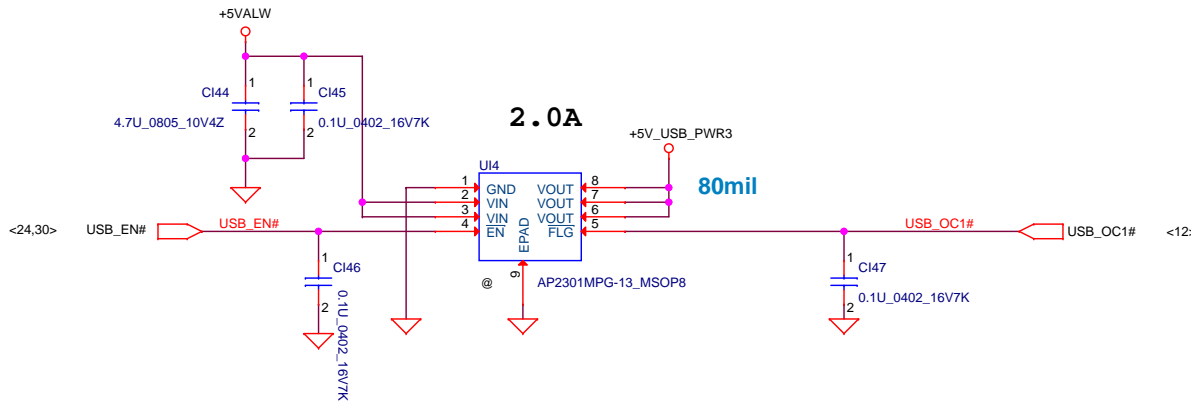 +5VALW
1
1
CI44
CI45
4.7U_0805_10V4Z
0.1U_0402_16V7K
2
2
2.0A
+5V_USB_PWR3
UI4
80mil
1
GND
VOUT
8
2
VIN
VOUT
7
3
VIN
VOUT
6
4
EN
FLG
5
EPAD
9
@
AP2301MPG-13_MSOP8
<24,30>
USB_EN#
USB_EN#
USB_OC1#
USB_OC1#
<12>
1
CI46
0.1U_0402_16V7K
2
1
CI47
0.1U_0402_16V7K
2